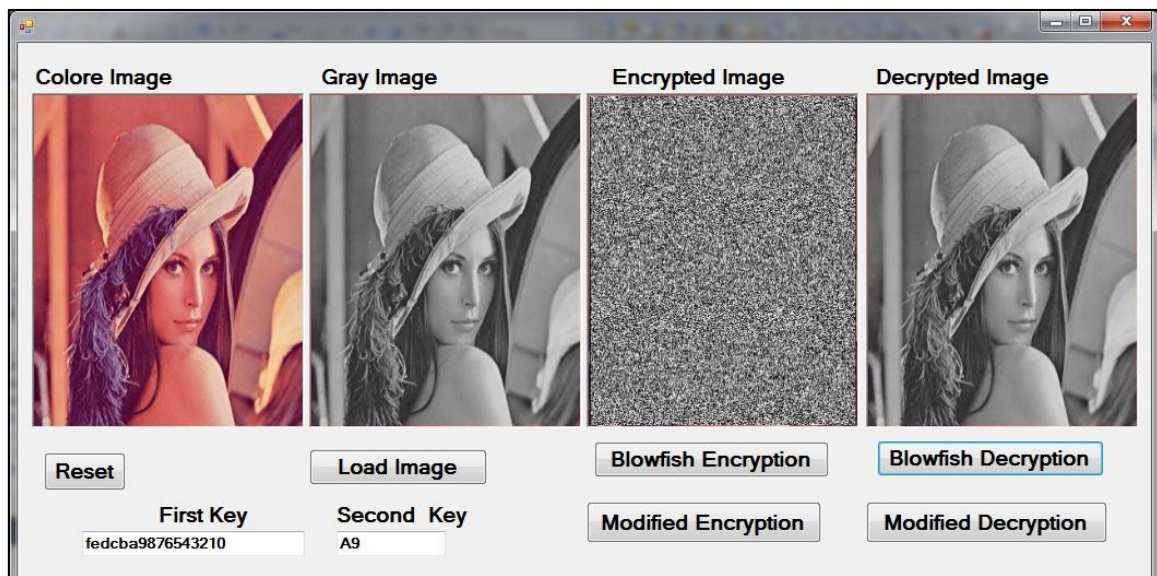 Colore Image
Gray Image
Encrypted Image
Decrypted Image
Reset
Load Image
Blowfish Encryption
Blowfish Decryption
First Key
Second Key
Modified Encryption
Modified Decryption
fedcba9876543210
A9